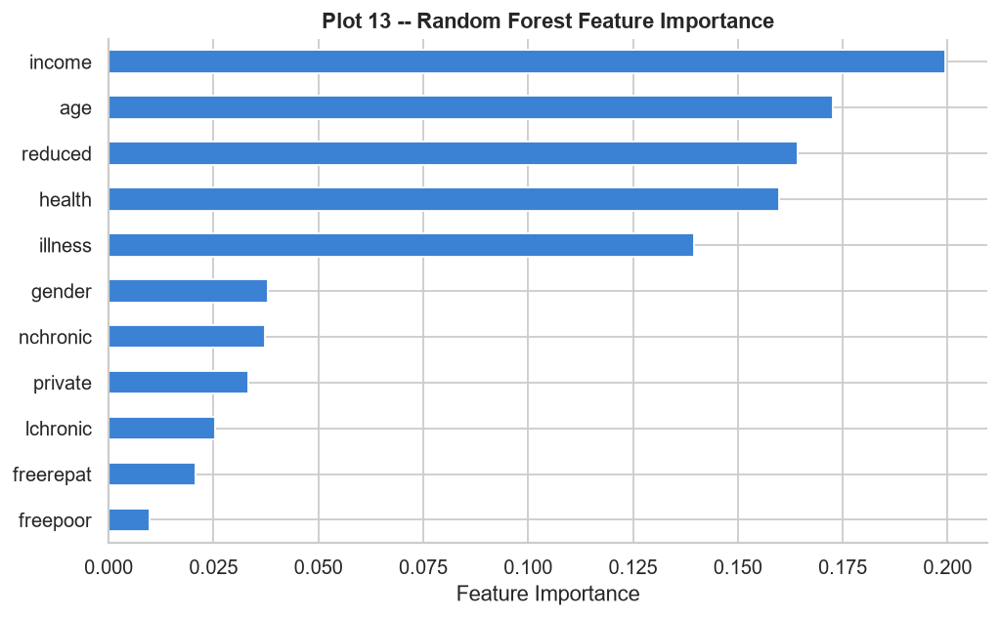 Plot 13 -- Random Forest Feature Importance
income
age
reduced
health
illness
gender
nchronic
private
lchronic
freerepat
freepoor
0.000 0.025 0.050 0.075 0.100 0.125 0.150 0.175 0.200
Feature Importance